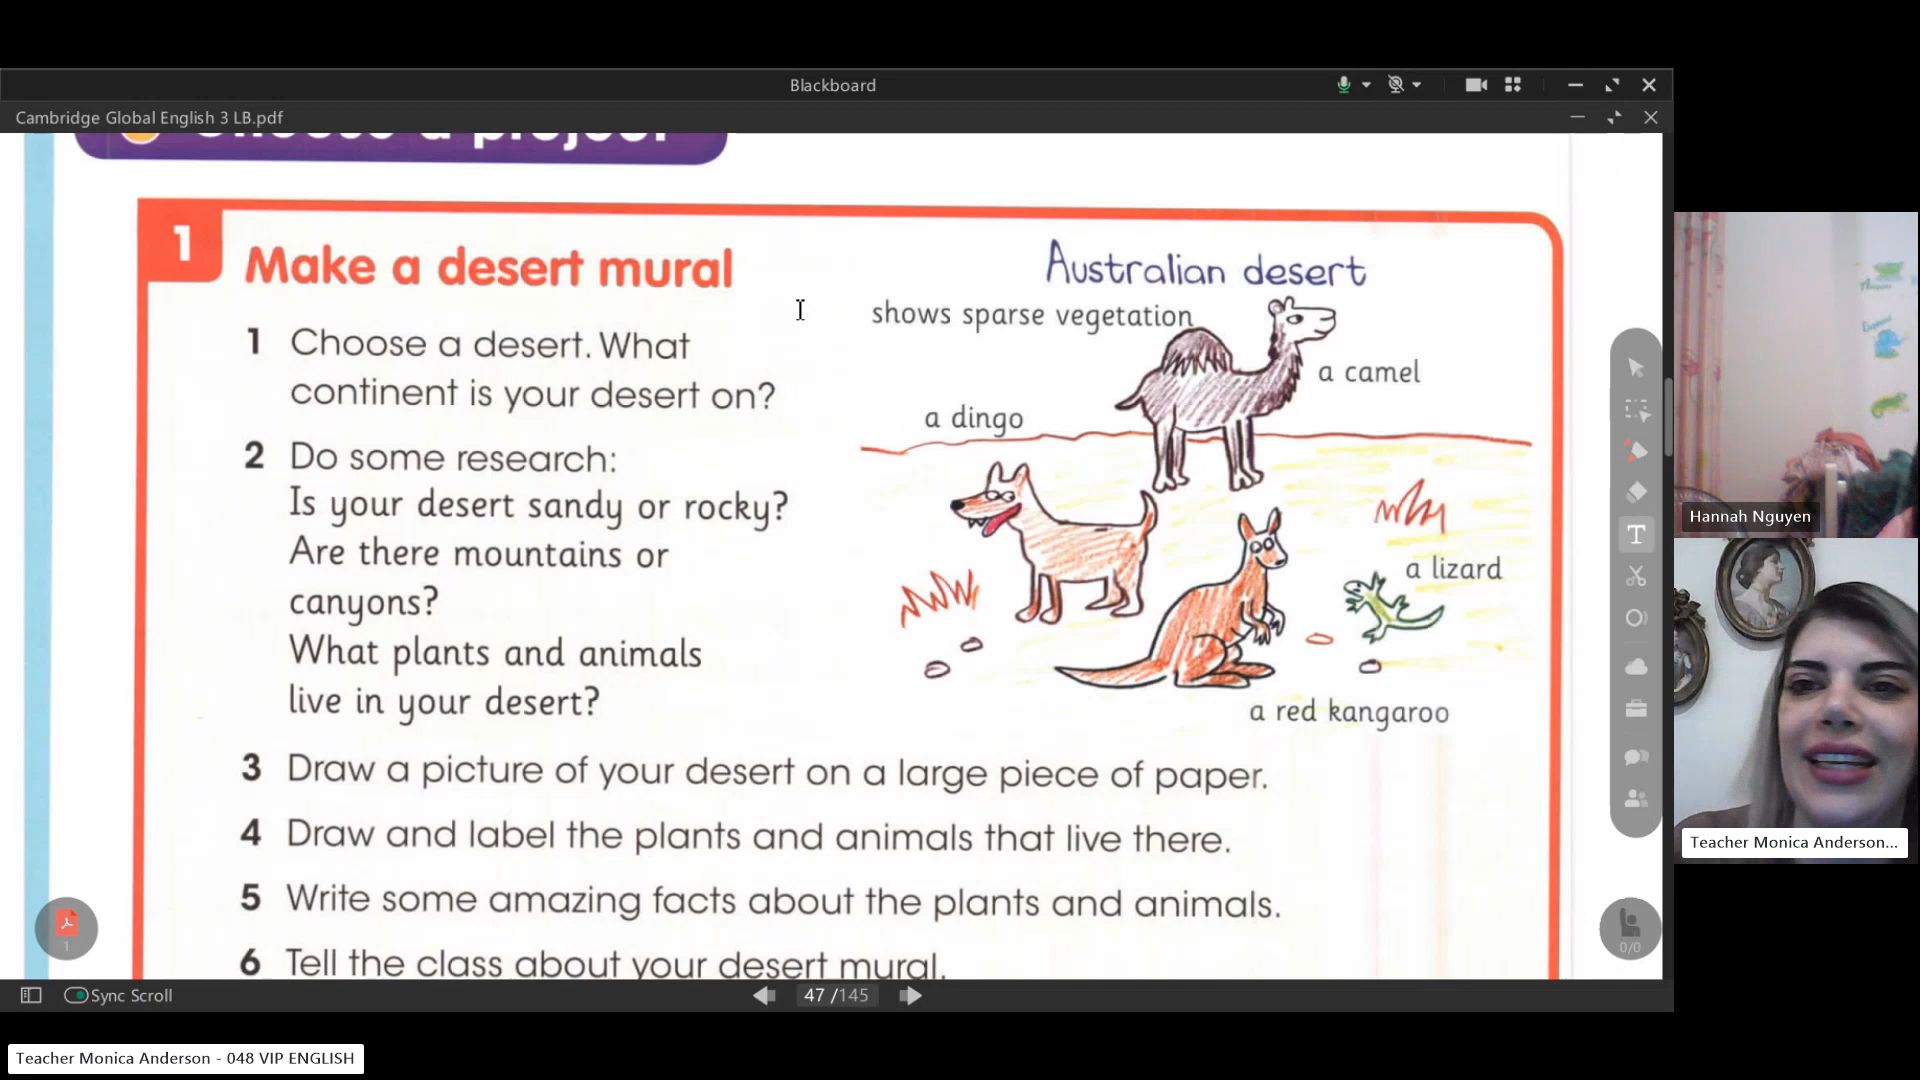 Blackboard
Cambridge Global English 3 LB.pdf
Choose a project
1
Make a desert mural
1 Choose a desert. What
continent is your desert on?
2 Do some research:
Is your desert sandy or rocky?
Are there mountains or
canyons?
What plants and animals
live in your desert?
3 Draw a picture of your desert on a large piece of paper.
4 Draw and label the plants and animals that live there.
5 Write some amazing facts about the plants and animals.
6 Tell the class about your desert mural.
Australian desert
shows sparse vegetation
a camel
a dingo
a lizard
a red kangaroo
T
1
0/0
Sync Scroll
47 /145
Hannah Nguyen
Teacher Monica Anderson...
Teacher Monica Anderson - 048 VIP ENGLISH